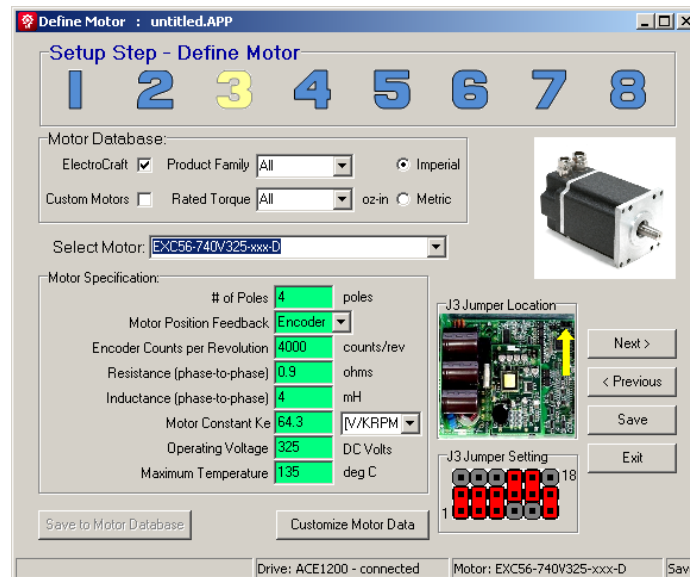 Define Motor : untitled.APP
Setup Step - Define Motor
1 2 3 4 5 6 7 8
Motor Database:
ElectroCraft Product Family All Imperial
Custom Motors Rated Torque All oz-in Metric
Select Motor: EXC56-740V325-xxx-D
Motor Specification:
# of Poles 4 poles
Motor Position Feedback Encoder
Encoder Counts per Revolution 4000 counts/rev
Resistance (phase-to-phase) 0.9 ohms
Inductance (phase-to-phase) 4 mH
Motor Constant Ke 64.3 [V/KRPM
Operating Voltage 325 DC Volts
Maximum Temperature 135 deg C
J3 Jumper Location
J3 Jumper Setting
18
1
Next >
< Previous
Save
Exit
Save to Motor Database Customize Motor Data
Drive: ACE1200 - connected Motor: EXC56-740V325-xxx-D Sav